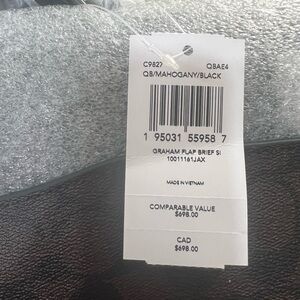 C9827 QBAE4
QB/MAHOGANY/BLACK
1 95031 55958 7
GRAHAM FLAP BRIEF SI
10011161JAX
MADE IN VIETNAM
COMPARABLE VALUE
$698.00
CAD
$698.00